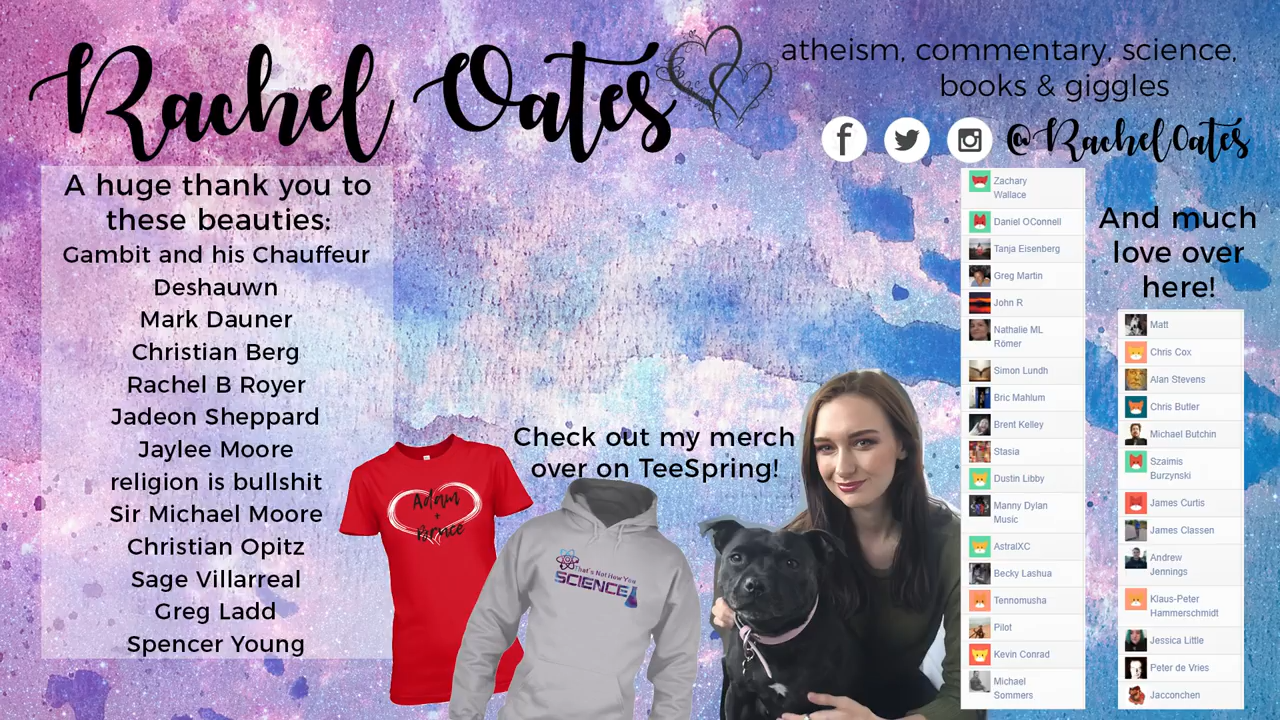 Rachel Oates
atheism, commentary, science,
books & giggles
@RachelOates
A huge thank you to
these beauties:
Gambit and his Chauffeur
Deshauwn
Mark Dauner
Christian Berg
Rachel B Royer
Jadeon Sheppard
Jaylee Moore
religion is bullshit
Sir Michael Moore
Christian Opitz
Sage Villarreal
Greg Ladd
Spencer Young
Check out my merch
over on TeeSpring!
Adam
+
Bruce
That's Not How You
SCIENCE
Zachary
Wallace
Daniel OConnell
Tanja Eisenberg
Greg Martin
John R
Nathalie ML
Römer
Simon Lundh
Bric Mahlum
Brent Kelley
Stasia
Dustin Libby
Manny Dylan
Music
AstralXC
Becky Lashua
Tennomusha
Pilot
Kevin Conrad
Michael
Sommers
And much
love over
here!
Matt
Chris Cox
Alan Stevens
Chris Butler
Michael Butchin
Szaimis
Burzynski
James Curtis
James Classen
Andrew
Jennings
Klaus-Peter
Hammerschmidt
Jessica Little
Peter de Vries
Jacconchen